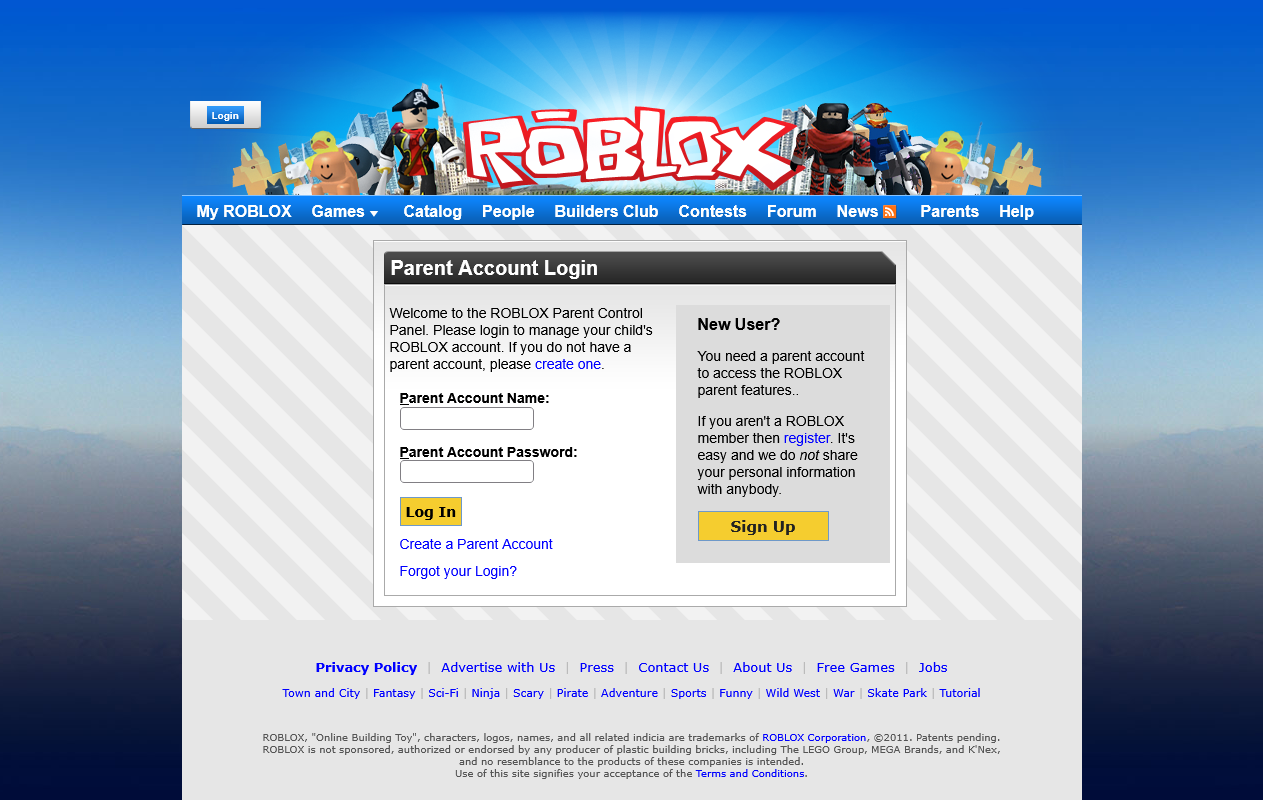 Login
ROBLOX
My ROBLOX Games Catalog People Builders Club Contests Forum News Parents Help
Parent Account Login
Welcome to the ROBLOX Parent Control
Panel. Please login to manage your child's
ROBLOX account. If you do not have a
parent account, please create one.
Parent Account Name:
Parent Account Password:
Log In
Create a Parent Account
Forgot your Login?
New User?
You need a parent account
to access the ROBLOX
parent features..
If you aren't a ROBLOX
member then register. It's
easy and we do not share
your personal information
with anybody.
Sign Up
Privacy Policy | Advertise with Us | Press | Contact Us | About Us | Free Games | Jobs
Town and City | Fantasy | Sci-Fi | Ninja | Scary | Pirate | Adventure | Sports | Funny | Wild West | War | Skate Park | Tutorial
ROBLOX, "Online Building Toy", characters, logos, names, and all related indicia are trademarks of ROBLOX Corporation, ©2011. Patents pending.
ROBLOX is not sponsored, authorized or endorsed by any producer of plastic building bricks, including The LEGO Group, MEGA Brands, and K'Nex,
and no resemblance to the products of these companies is intended.
Use of this site signifies your acceptance of the Terms and Conditions.